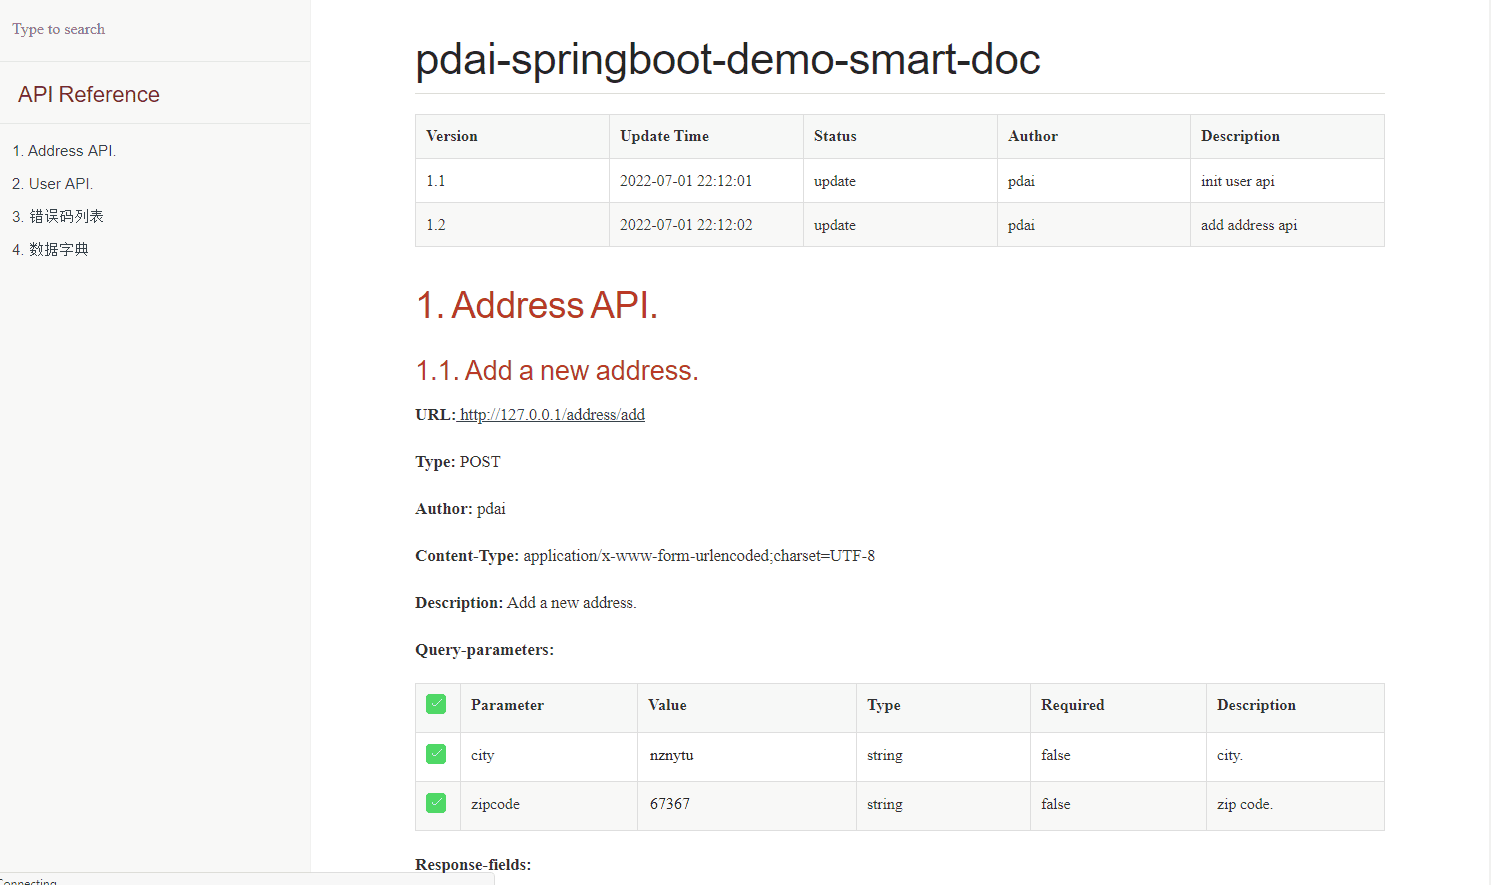 Type to search
API Reference
1. Address API.
2. User API.
3. 错误码列表
4. 数据字典
pdai-springboot-demo-smart-doc
Version Update Time Status Author Description
1.1 2022-07-01 22:12:01 update pdai init user api
1.2 2022-07-01 22:12:02 update pdai add address api
1. Address API.
1.1. Add a new address.
URL: http://127.0.0.1/address/add
Type: POST
Author: pdai
Content-Type: application/x-www-form-urlencoded;charset=UTF-8
Description: Add a new address.
Query-parameters:
Parameter Value Type Required Description
city nznytu string false city.
zipcode 67367 string false zip code.
Response-fields:
Connecting